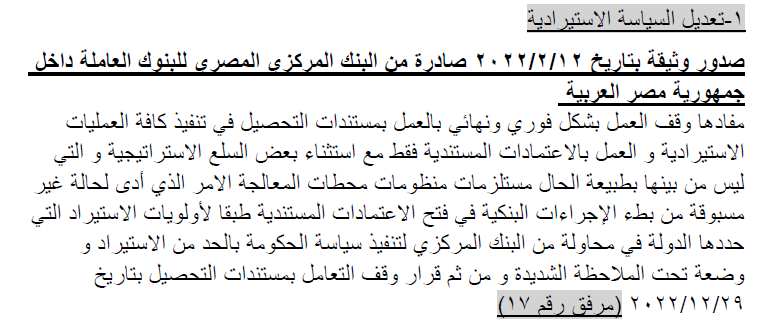 ١-تعديل السياسة الاستيرادية
صدور وثيقة بتاريخ ٢٠٢٢/٢/١٢ صادرة من البنك المركزي المصري للبنوك العاملة داخل
جمهورية مصر العربية
مفادها وقف العمل بشكل فوري ونهائي بالعمل بمستندات التحصيل في تنفيذ كافة العمليات
الاستيرادية و العمل بالاعتمادات المستندية فقط مع استثناء بعض السلع الاستراتيجية و التي
ليس من بينها بطبيعة الحال مستلزمات منظومات محطات المعالجة الامر الذي أدى لحالة غير
مسبوقة من بطء الإجراءات البنكية في فتح الاعتمادات المستندية طبقا لأولويات الاستيراد التي
حددها الدولة في محاولة من البنك المركزي لتنفيذ سياسة الحكومة بالحد من الاستيراد و
وضعة تحت الملاحظة الشديدة و من ثم قرار وقف التعامل بمستندات التحصيل بتاريخ
٢٠٢٢/١٢/٢٩ (مرفق رقم ١٧)